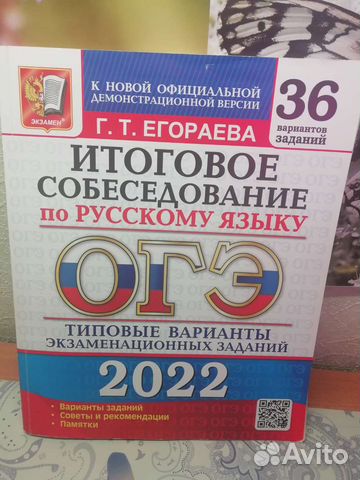 К НОВОЙ ОФИЦИАЛЬНОЙ
ДЕМОНСТРАЦИОННОЙ ВЕРСИИ
36
вариантов
заданий
ЭКЗАМЕН
Г. Т. ЕГОРАЕВА
ИТОГОВОЕ
СОБЕСЕДОВАНИЕ
по РУССКОМУ ЯЗЫКУ
ОГЭ
ТИПОВЫЕ ВАРИАНТЫ
ЭКЗАМЕНАЦИОННЫХ ЗАДАНИЙ
2022
• Варианты заданий
• Советы и рекомендации
• Памятки
Avito